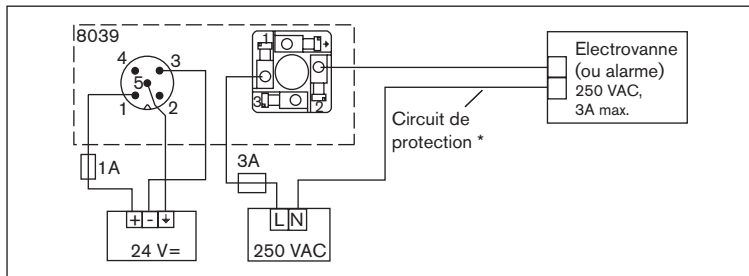 8039
4
3
5
1
2
1
2
3
Electrovanne
(ou alarme)
250 VAC,
3A max.
Circuit de
protection *
1A
3A
+ -
L N
24 V=
250 VAC